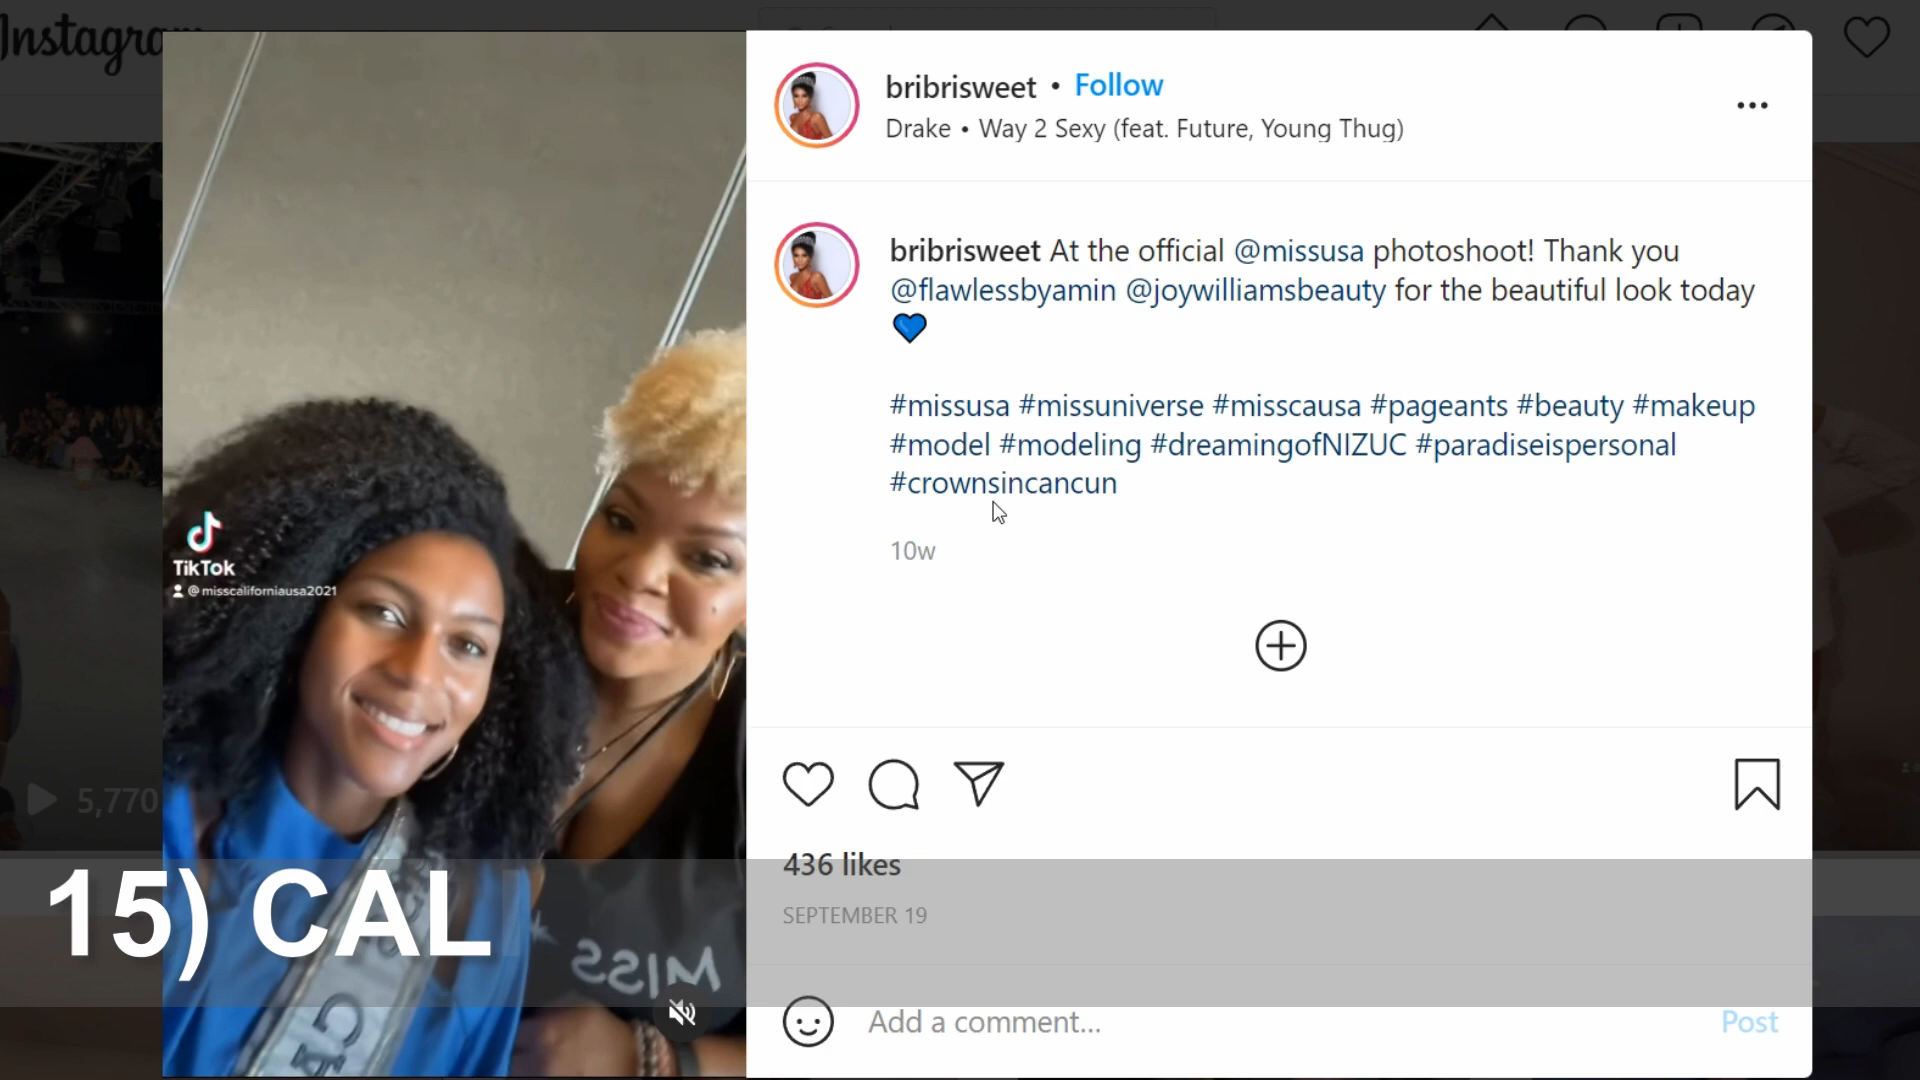 Instagram
bribrisweet • Follow
Drake • Way 2 Sexy (feat. Future, Young Thug)
bribrisweet At the official @missusa photoshoot! Thank you
@flawlessbyamin @joywilliamsbeauty for the beautiful look today
#missusa #missuniverse #misscausa #pageants #beauty #makeup
#model #modeling #dreamingofNIZUC #paradiseispersonal
#crownsincancun
10w
TikTok
@misscaliforniausa2021
5,770
436 likes
15) CAL
SEPTEMBER 19
MISS
CA
Add a comment...
Post